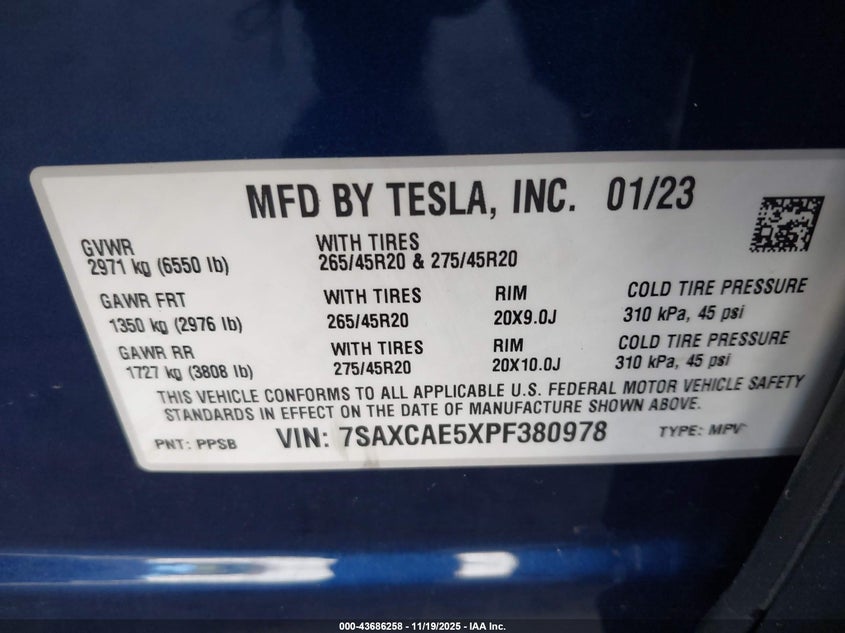 MFD BY TESLA, INC. 01/23
GVWR
2971 kg (6550 lb)
WITH TIRES
265/45R20 & 275/45R20
GAWR FRT
1350 kg (2976 lb)
WITH TIRES
265/45R20
RIM
20X9.0J
COLD TIRE PRESSURE
310 kPa, 45 psi
GAWR RR
1727 kg (3808 lb)
WITH TIRES
275/45R20
RIM
20X10.0J
COLD TIRE PRESSURE
310 kPa, 45 psi
THIS VEHICLE CONFORMS TO ALL APPLICABLE U.S. FEDERAL MOTOR VEHICLE SAFETY
STANDARDS IN EFFECT ON THE DATE OF MANUFACTURE SHOWN ABOVE.
PNT: PPSB VIN: 7SAXCAE5XPF380978 TYPE: MPV
000-43686258 - 11/19/2025 - IAA Inc.